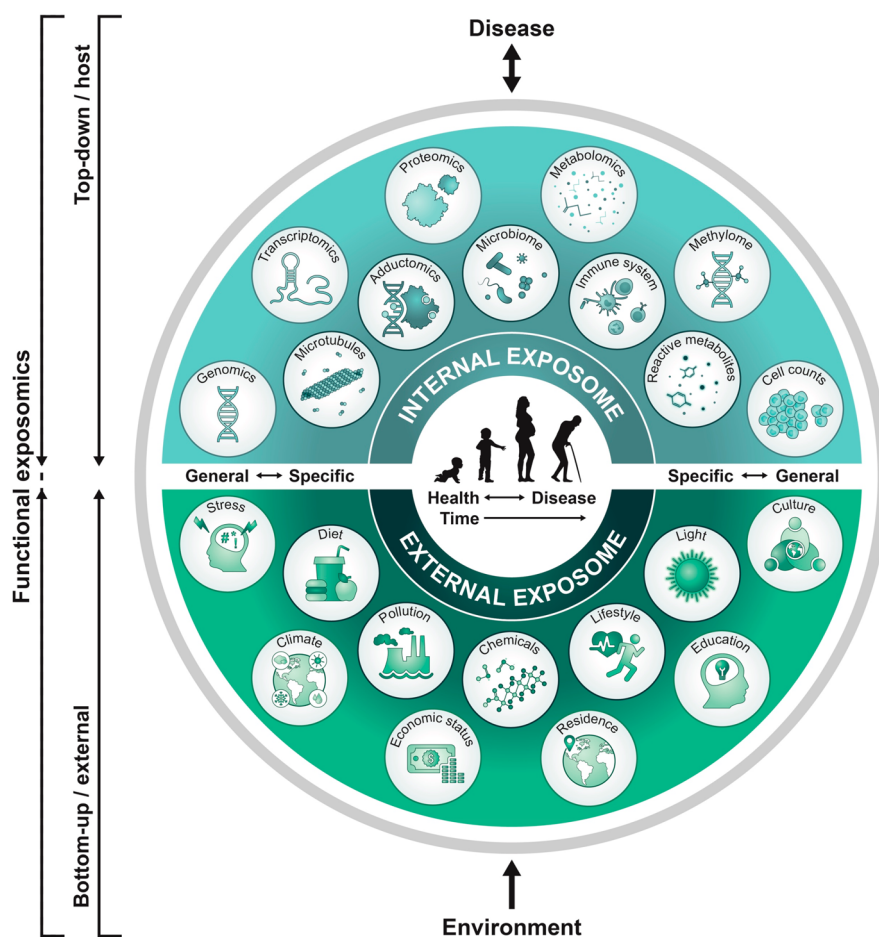 Disease
Top-down / host
Functional exposomics
Bottom-up / external
Proteomics
Metabolomics
Transcriptomics
Adductomics
Microbiome
Immune system
Methylome
Genomics
Microtubules
Reactive metabolites
Cell counts
INTERNAL EXPOSOME
General Specific
Specific General
Health Disease
Time
EXTERNAL EXPOSOME
Stress
#*!
Diet
Light
Culture
Climate
Pollution
Chemicals
Lifestyle
Education
Economic status
$
Residence
Environment